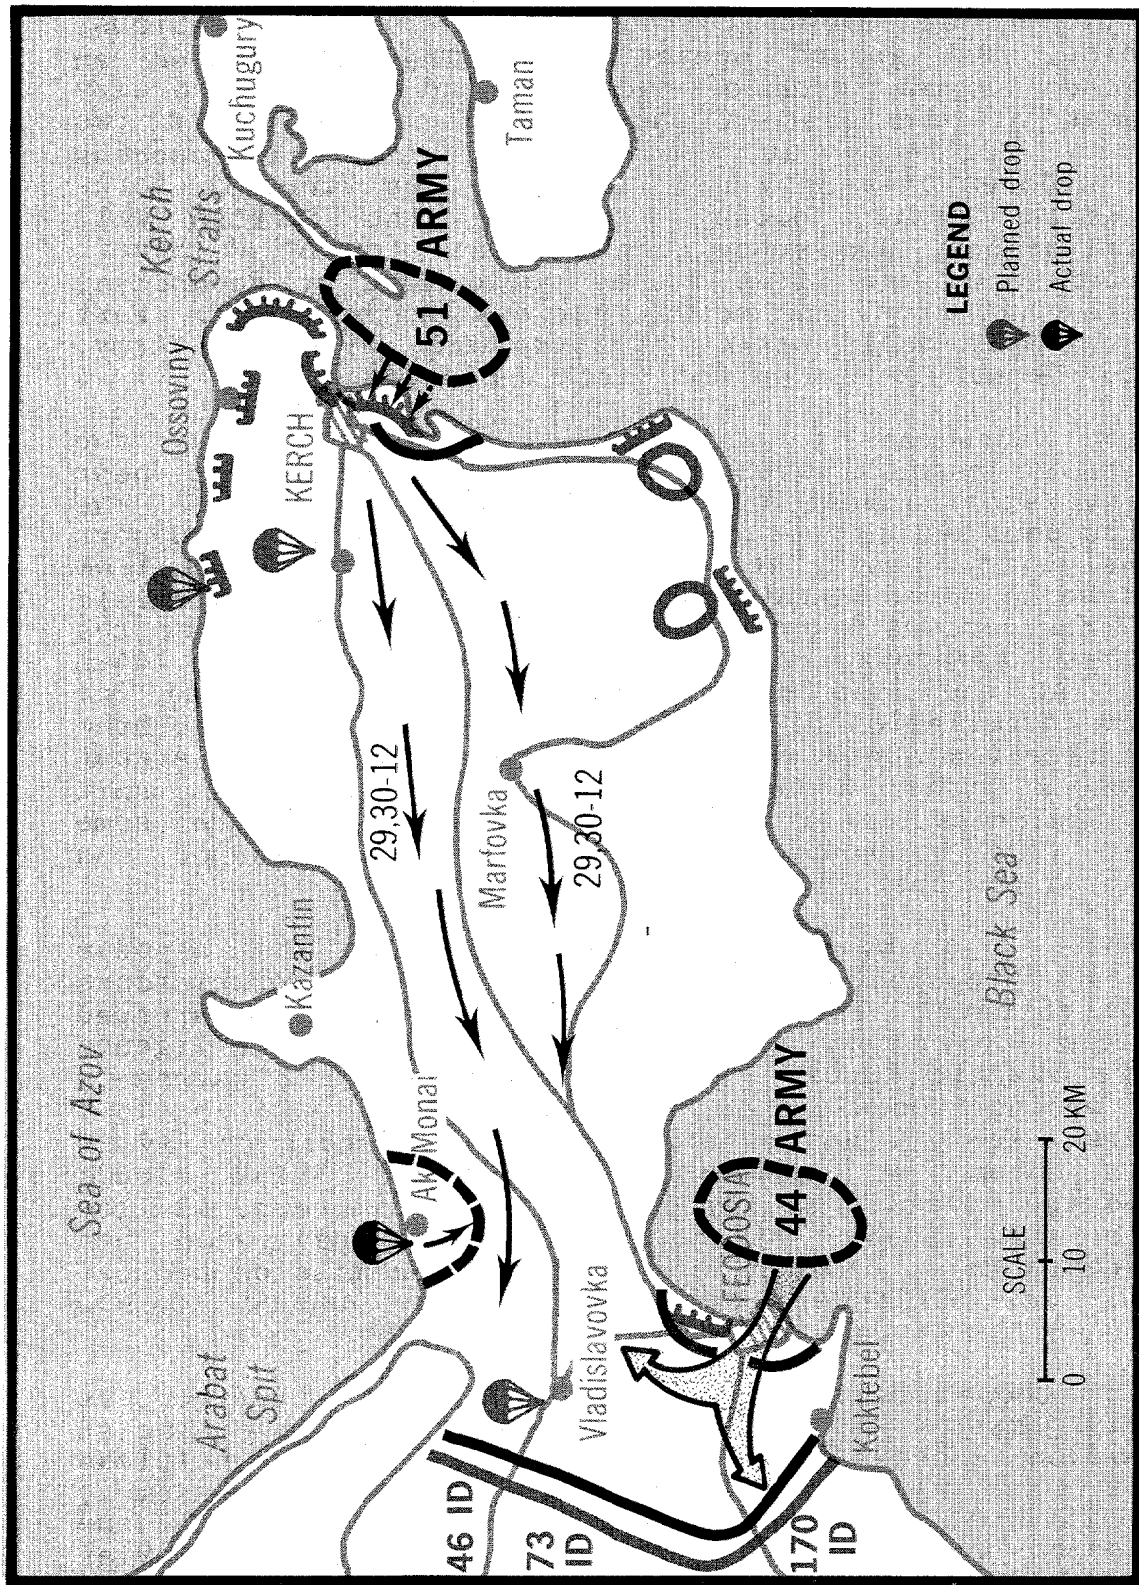 Sea of Azov
Arabat
Spit
Kerch
Straits
Kuchugury
Ossoviny
KERCH
Taman
51 ARMY
Kazantin
Ak Monai
29,30-12
Marfovka
29,30-12
Vladislavovka
46 ID
73
ID
170
ID
FEODOSIA
44 ARMY
Koktebel
Black Sea
SCALE
0 10 20 KM
LEGEND
Planned drop
Actual drop